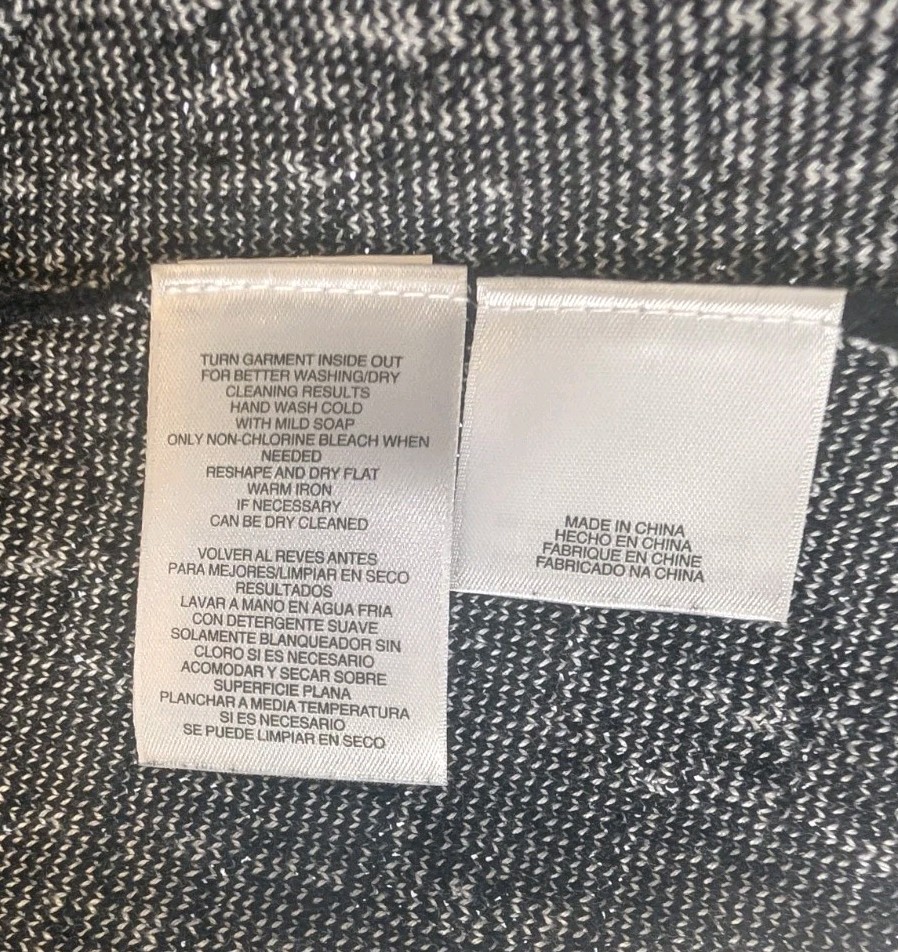 TURN GARMENT INSIDE OUT
FOR BETTER WASHING/DRY
CLEANING RESULTS
HAND WASH COLD
WITH MILD SOAP
ONLY NON-CHLORINE BLEACH WHEN
NEEDED
RESHAPE AND DRY FLAT
WARM IRON
IF NECESSARY
CAN BE DRY CLEANED
VOLVER AL REVES ANTES
PARA MEJORES/LIMPIAR EN SECO
RESULTADOS
LAVAR A MANO EN AGUA FRIA
CON DETERGENTE SUAVE
SOLAMENTE BLANQUEADOR SIN
CLORO SI ES NECESARIO
ACOMODAR Y SECAR SOBRE
SUPERFICIE PLANA
PLANCHAR A MEDIA TEMPERATURA
SI ES NECESARIO
SE PUEDE LIMPIAR EN SECO
MADE IN CHINA
HECHO EN CHINA
FABRIQUE EN CHINE
FABRICADO NA CHINA